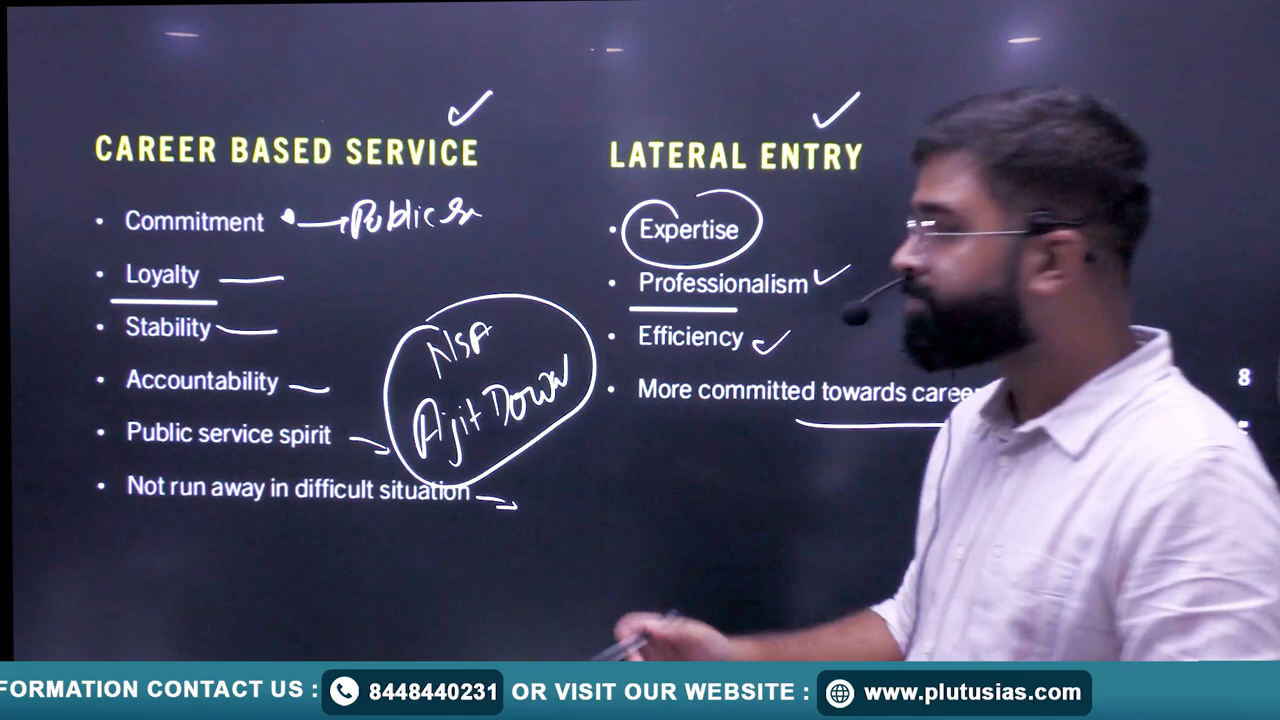 CAREER BASED SERVICE
• Commitment → Public Se
• Loyalty
• Stability
• Accountability
• Public service spirit
• Not run away in difficult situation
NSA
Ajit Doval
LATERAL ENTRY
• Expertise
• Professionalism
• Efficiency
• More committed towards career
8
FORMATION CONTACT US : 8448440231 OR VISIT OUR WEBSITE : www.plutusias.com